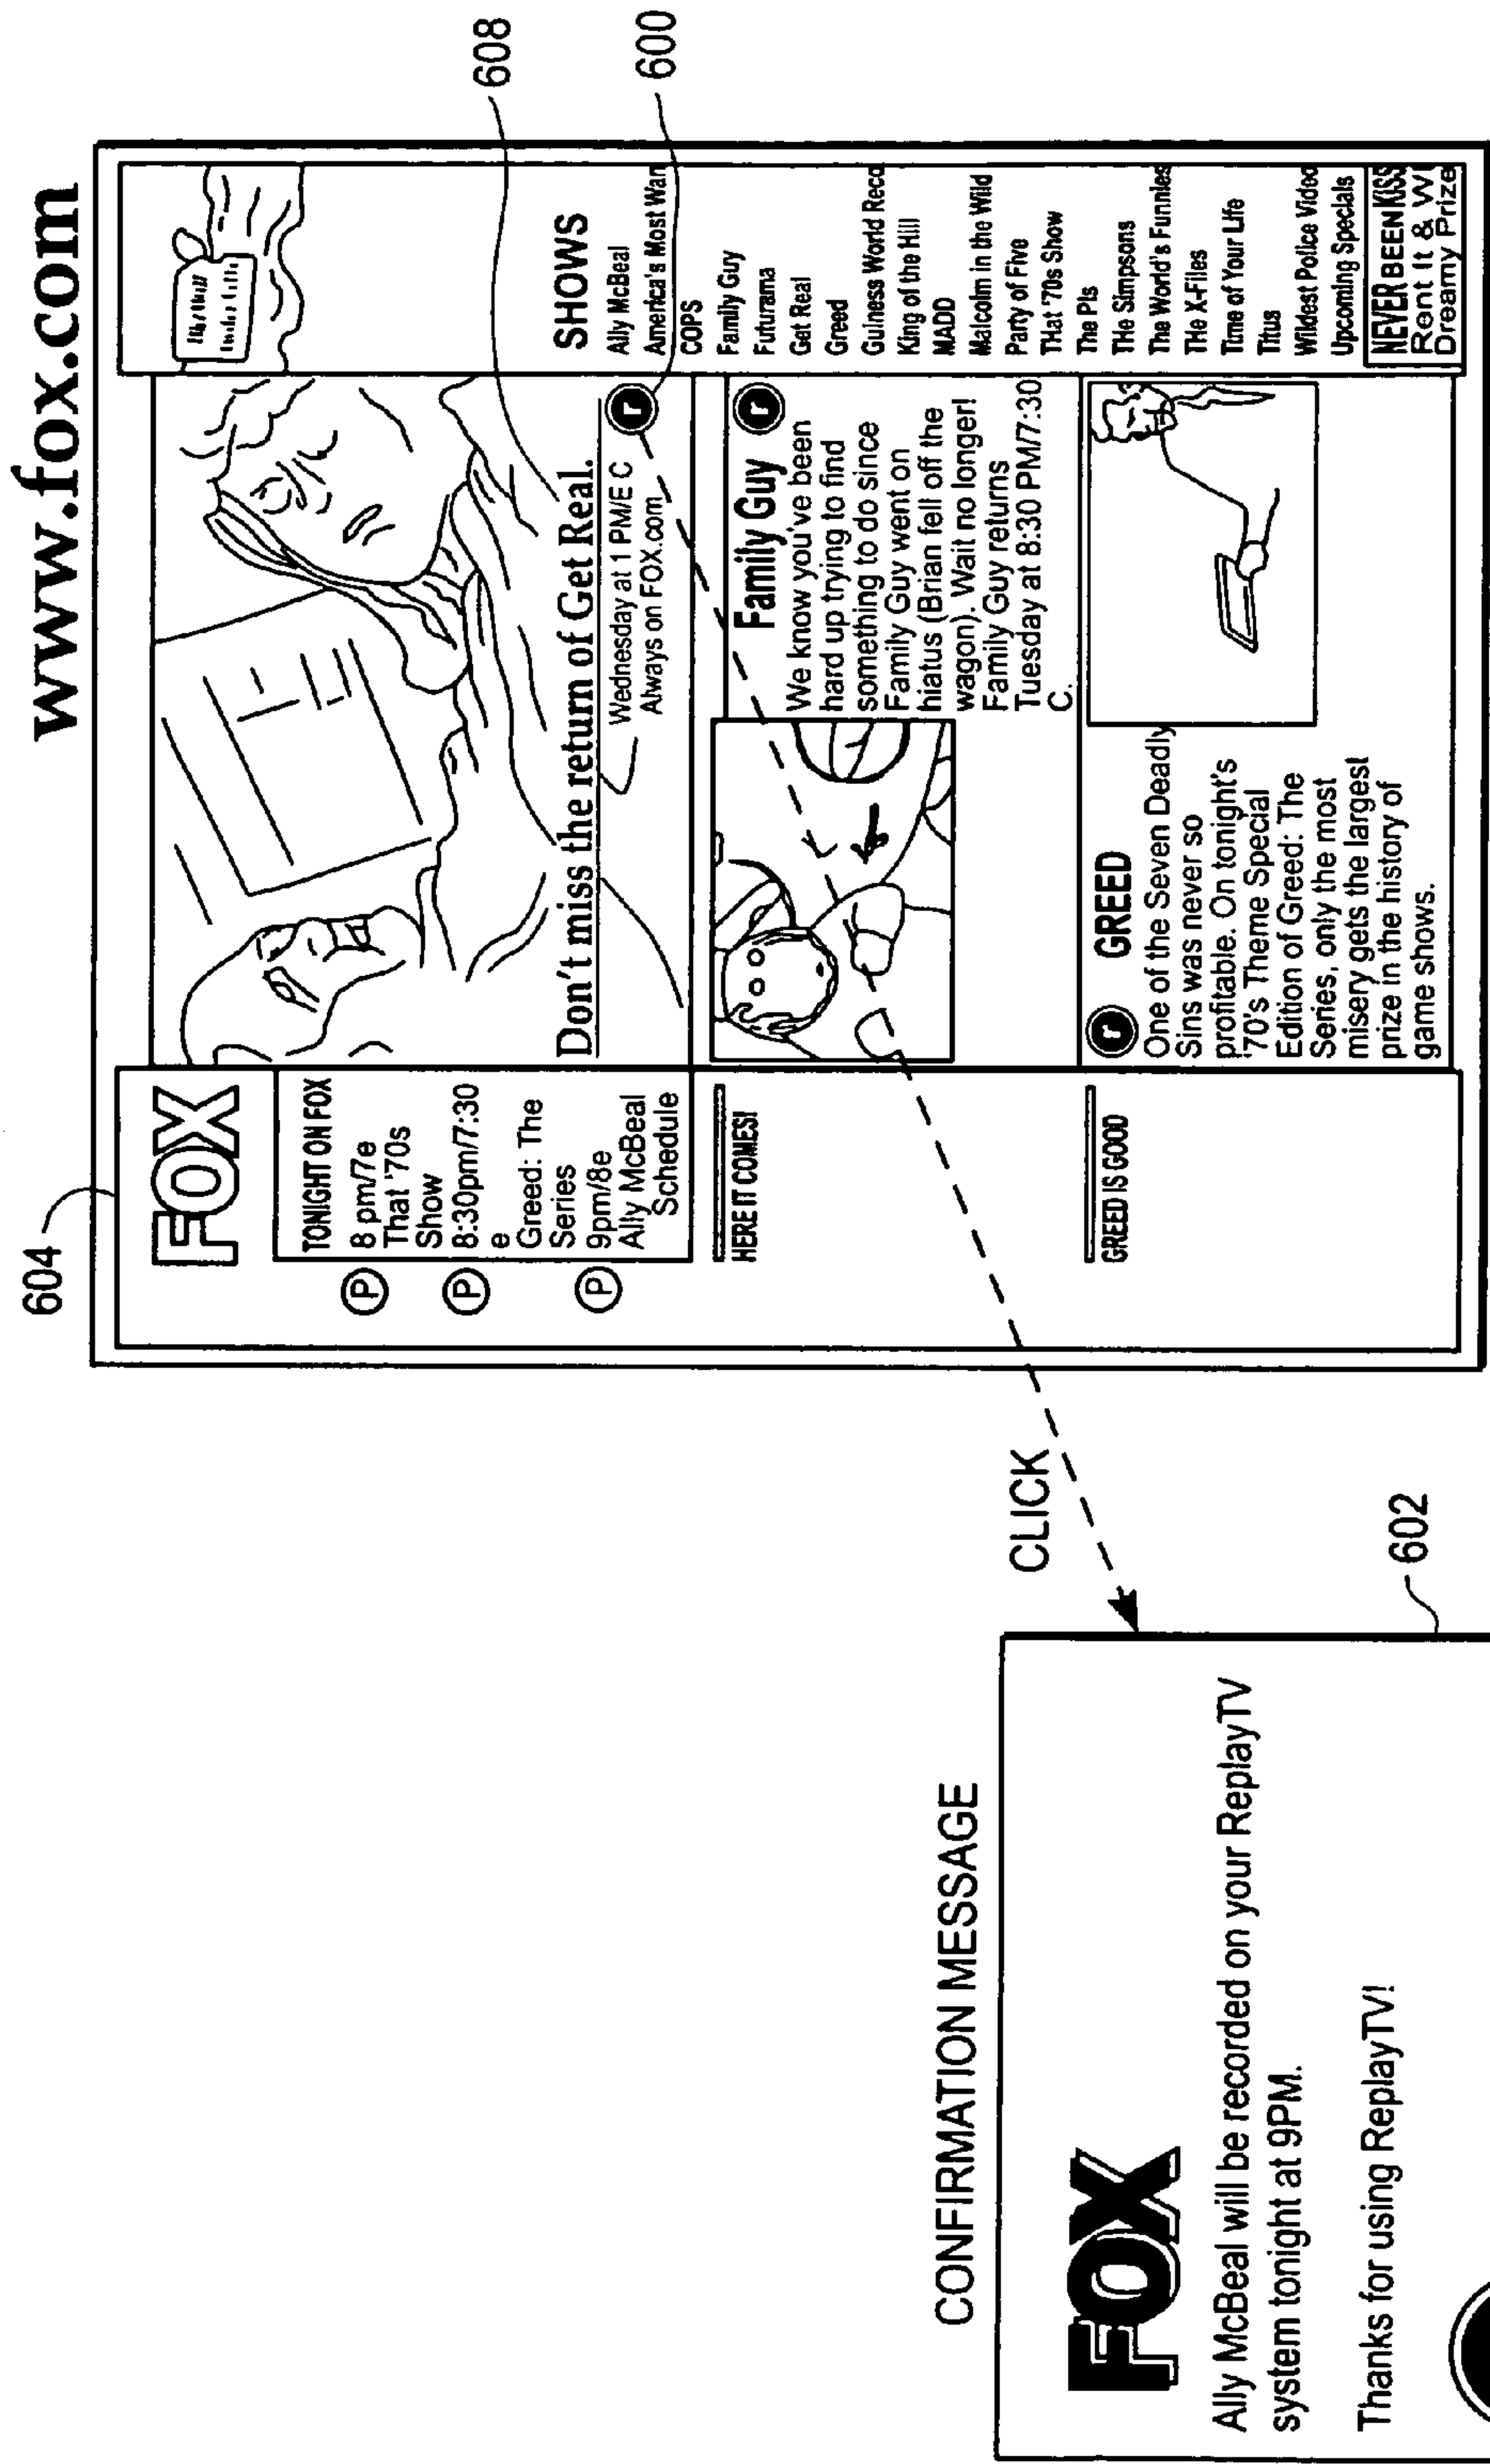 www.fox.com
604
FOX
TONIGHT ON FOX
P
8 pm/7e
That '70s
Show
P
8:30pm/7:30
e
Greed: The
Series
P
9pm/8e
Ally McBeal
Schedule
HERE IT COMES!
GREED IS GOOD
Don't miss the return of Get Real.
Wednesday at 1 PM/E C
Always on FOX.com
r
608
600
Family Guy
r
We know you've been
hard up trying to find
something to do since
Family Guy went on
hiatus (Brian fell off the
wagon). Wait no longer!
Family Guy returns
Tuesday at 8:30 PM/7:30
C.
r
GREED
One of the Seven Deadly
Sins was never so
profitable. On tonight's
'70's Theme Special
Edition of Greed: The
Series, only the most
misery gets the largest
prize in the history of
game shows.
SHOWS
Ally McBeal
America's Most Wan
COPS
Family Guy
Futurama
Get Real
Greed
Guiness World Reco
King of the Hill
MADD
Malcolm in the Wild
Party of Five
THat '70s Show
The PIs
THe Simpsons
The World's Funnies
THe X-Files
Time of Your Life
Titus
Wildest Police Video
Upcoming Specials
NEVER BEEN KISS
Rent It & Wi
Dreamy Prize
CLICK
CONFIRMATION MESSAGE
602
FOX
Ally McBeal will be recorded on your ReplayTV
system tonight at 9PM.
Thanks for using ReplayTV!